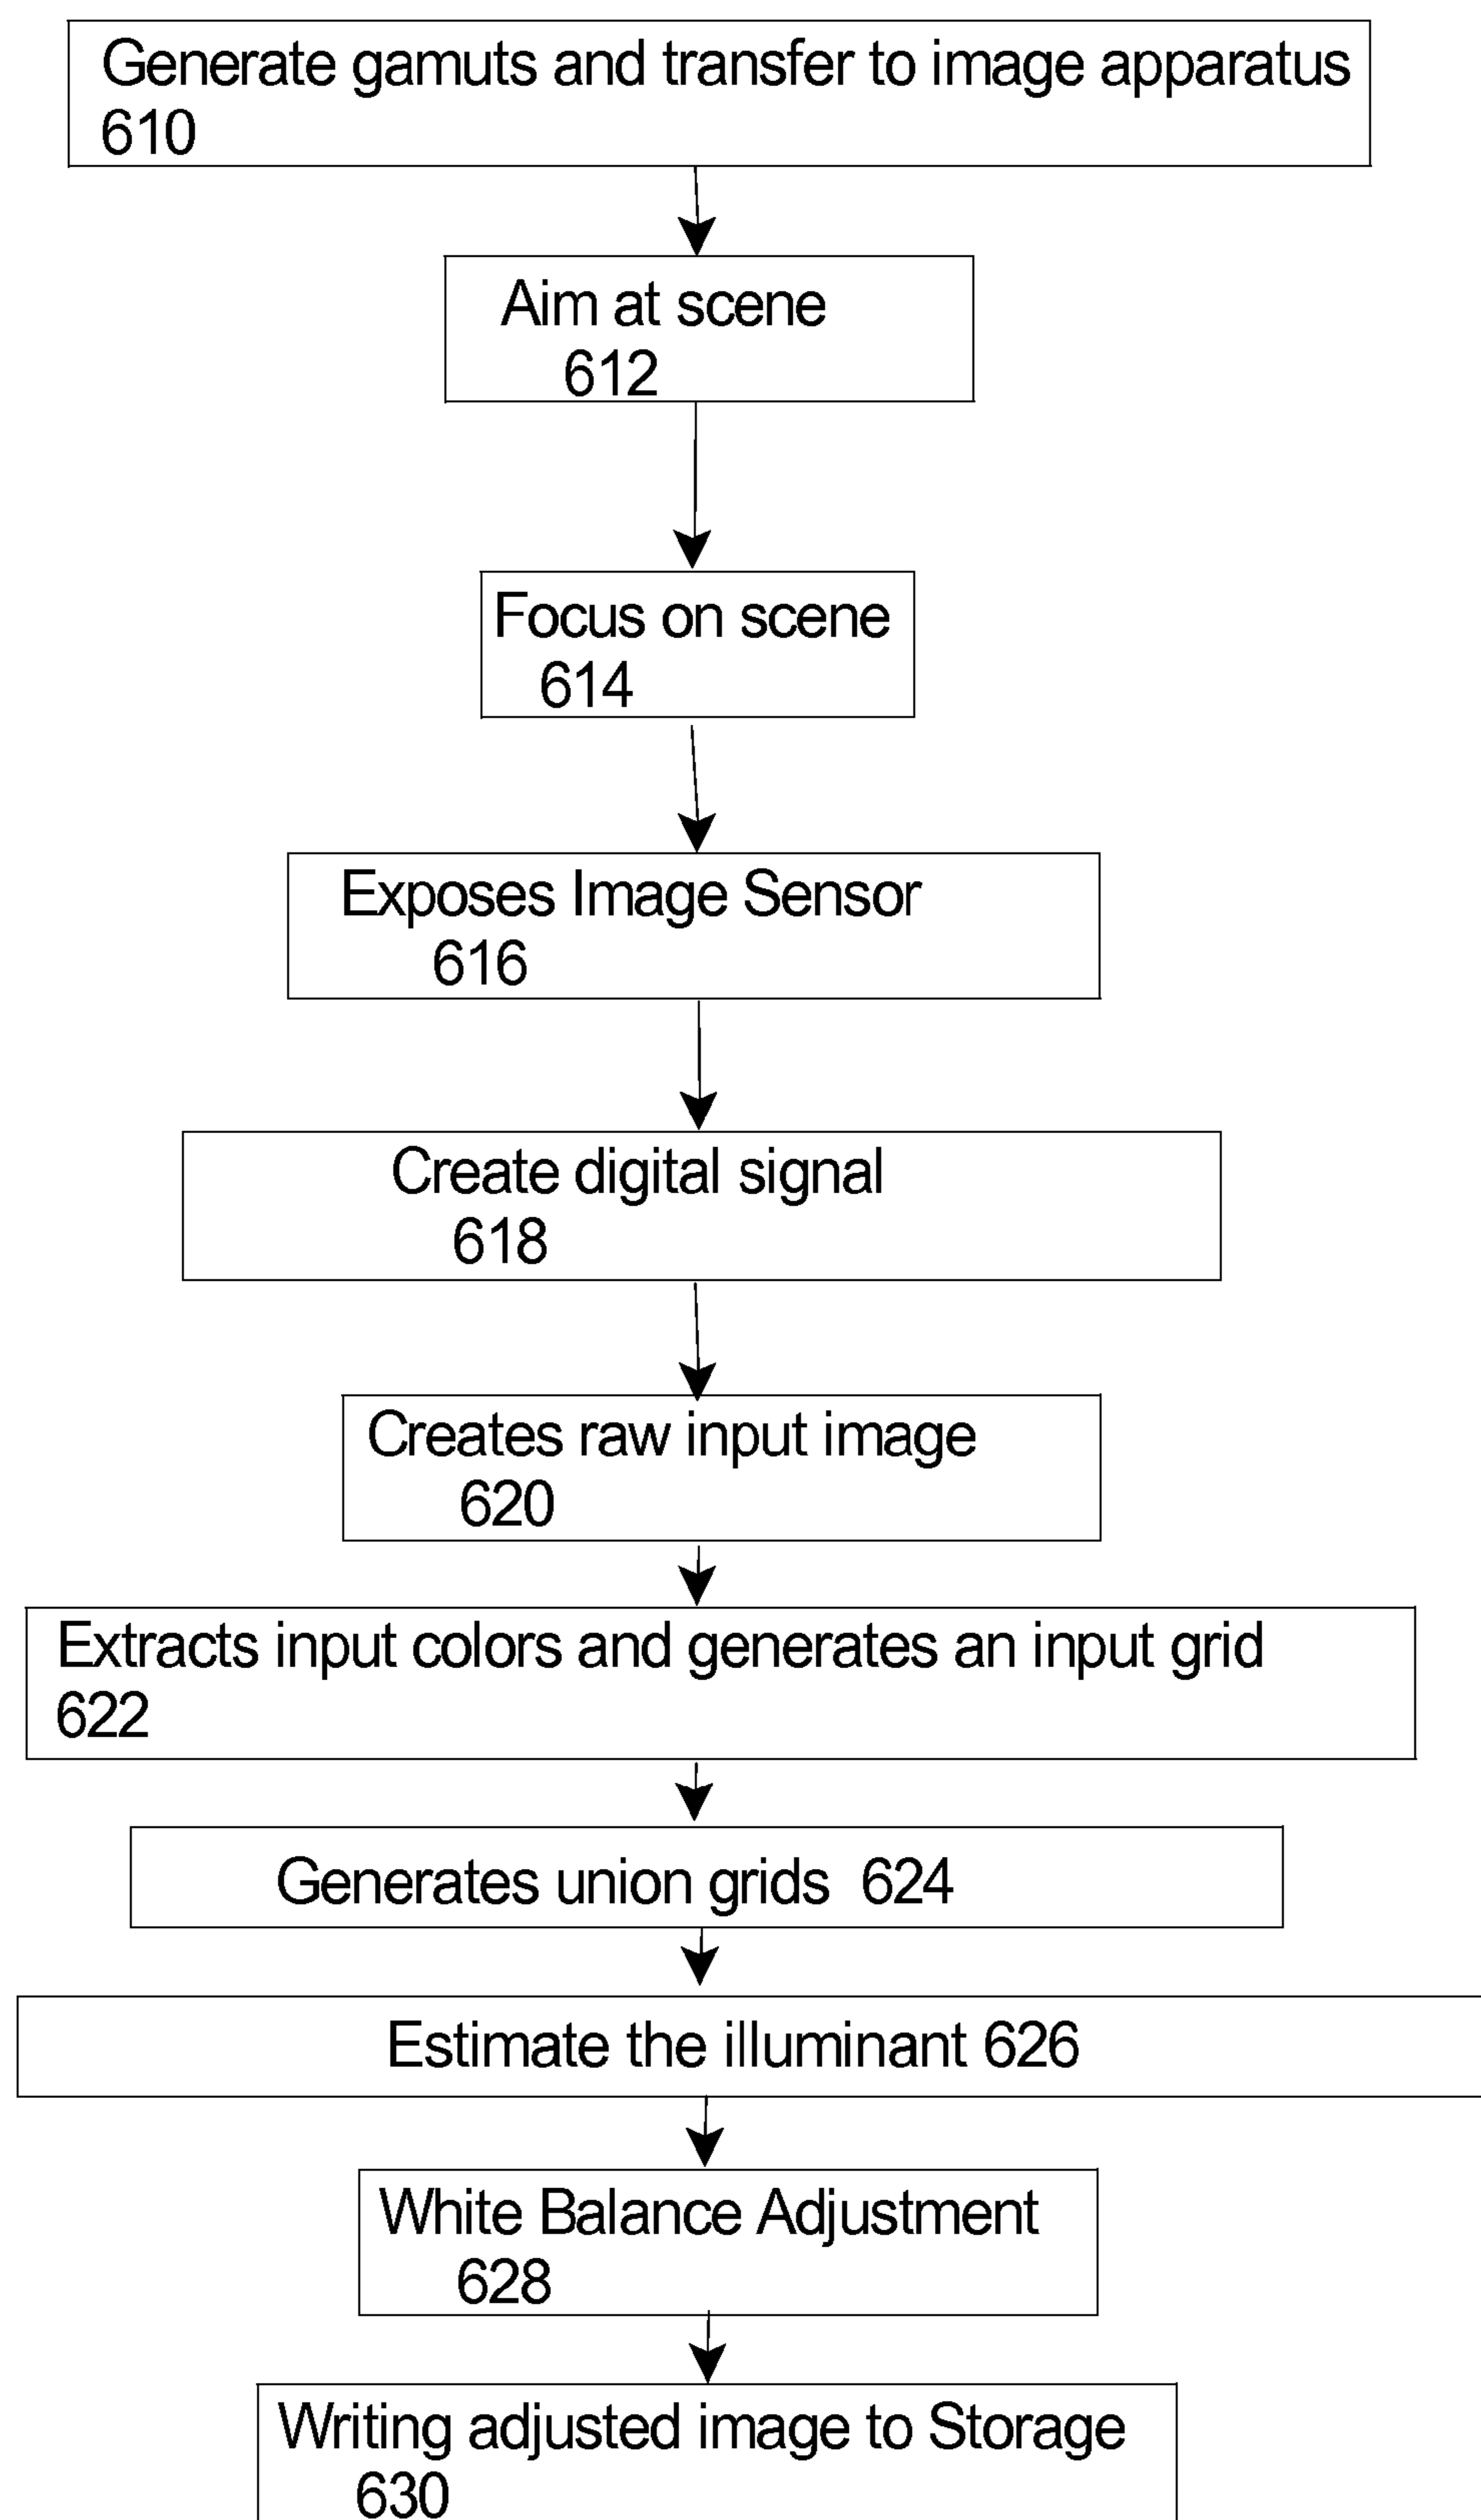 Generate gamuts and transfer to image apparatus
610
Aim at scene
612
Focus on scene
614
Exposes Image Sensor
616
Create digital signal
618
Creates raw input image
620
Extracts input colors and generates an input grid
622
Generates union grids 624
Estimate the illuminant 626
White Balance Adjustment
628
Writing adjusted image to Storage
630